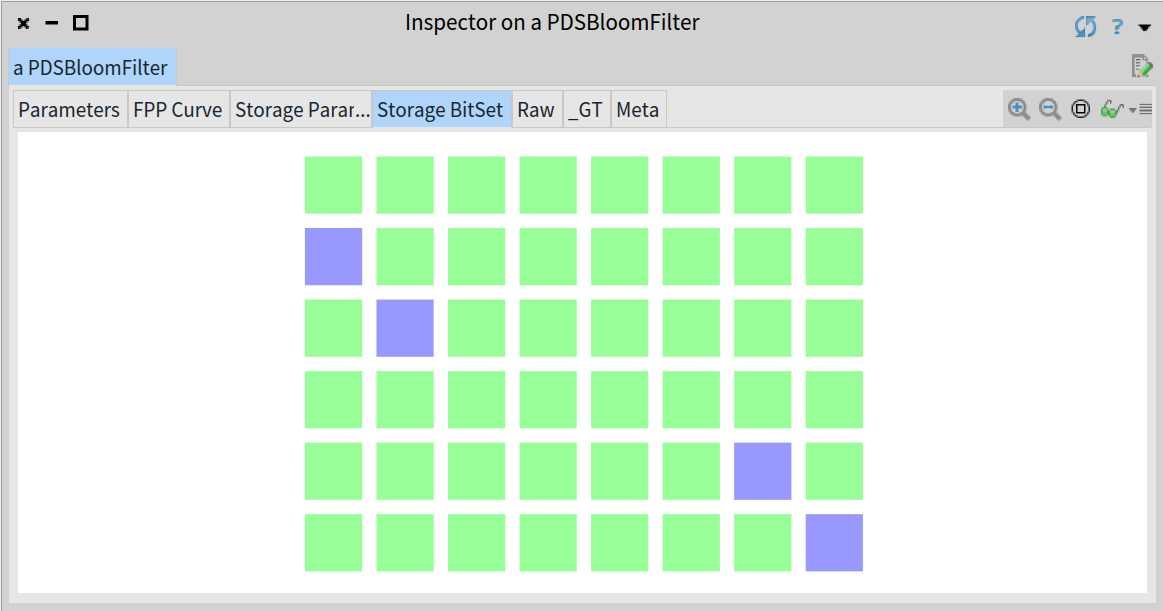 Inspector on a PDSBloomFilter
?
a PDSBloomFilter
Parameters FPP Curve Storage Parar... Storage BitSet Raw _GT Meta